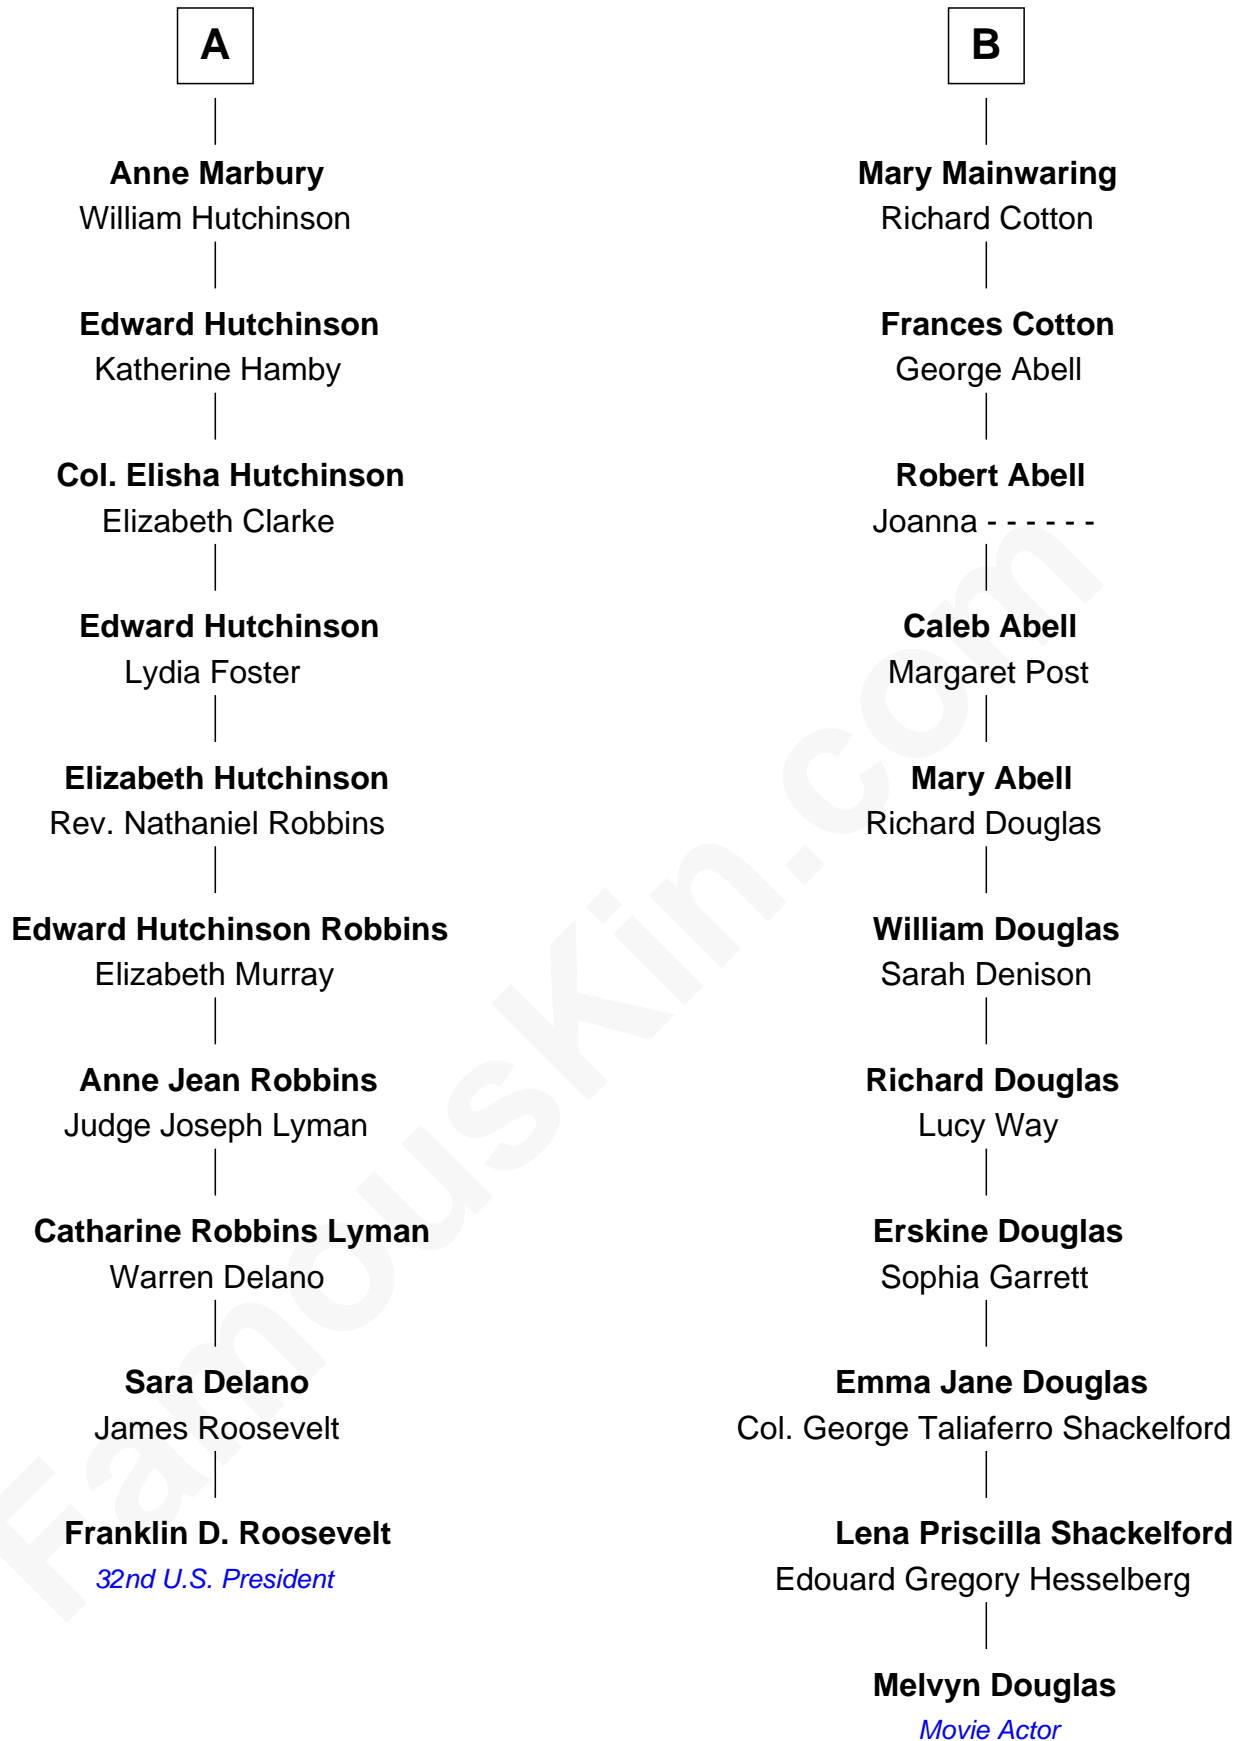 A
Anne Marbury
William Hutchinson
Edward Hutchinson
Katherine Hamby
Col. Elisha Hutchinson
Elizabeth Clarke
Edward Hutchinson
Lydia Foster
Elizabeth Hutchinson
Rev. Nathaniel Robbins
Edward Hutchinson Robbins
Elizabeth Murray
Anne Jean Robbins
Judge Joseph Lyman
Catharine Robbins Lyman
Warren Delano
Sara Delano
James Roosevelt
Franklin D. Roosevelt
32nd U.S. President
B
Mary Mainwaring
Richard Cotton
Frances Cotton
George Abell
Robert Abell
Joanna - - - - - -
Caleb Abell
Margaret Post
Mary Abell
Richard Douglas
William Douglas
Sarah Denison
Richard Douglas
Lucy Way
Erskine Douglas
Sophia Garrett
Emma Jane Douglas
Col. George Taliaferro Shackelford
Lena Priscilla Shackelford
Edouard Gregory Hesselberg
Melvyn Douglas
Movie Actor
FamousKin.com